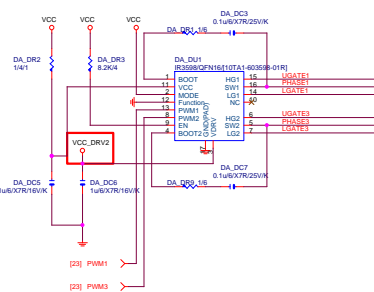 DA_DC3
0.1u/6/X7R/25V/K
VCC VCC VCC
DA_DR1 1/6
DA_DU1
IR3598/QFN16[10TA1-603598-01R]
DA_DR2
1/4/1
DA_DR3
8.2K/4
1 BOOT HG1 15 UGATE1
11 VCC SW1 16 PHASE1
2 MODE LG1 14 LGATE1
12 Function NC
13 PWM1
8 PWM2 HG2 6 UGATE3
9 EN SW2 5 PHASE3
4 BOOT2 LG2 7 LGATE3
GND(PAD)
VDRV
VCC_DRV2
DA_DC5
1u/6/X7R/16V/K
DA_DC6
1u/6/X7R/16V/K
DA_DR9 1/6
DA_DC7
0.1u/6/X7R/25V/K
[23] PWM1
[23] PWM3